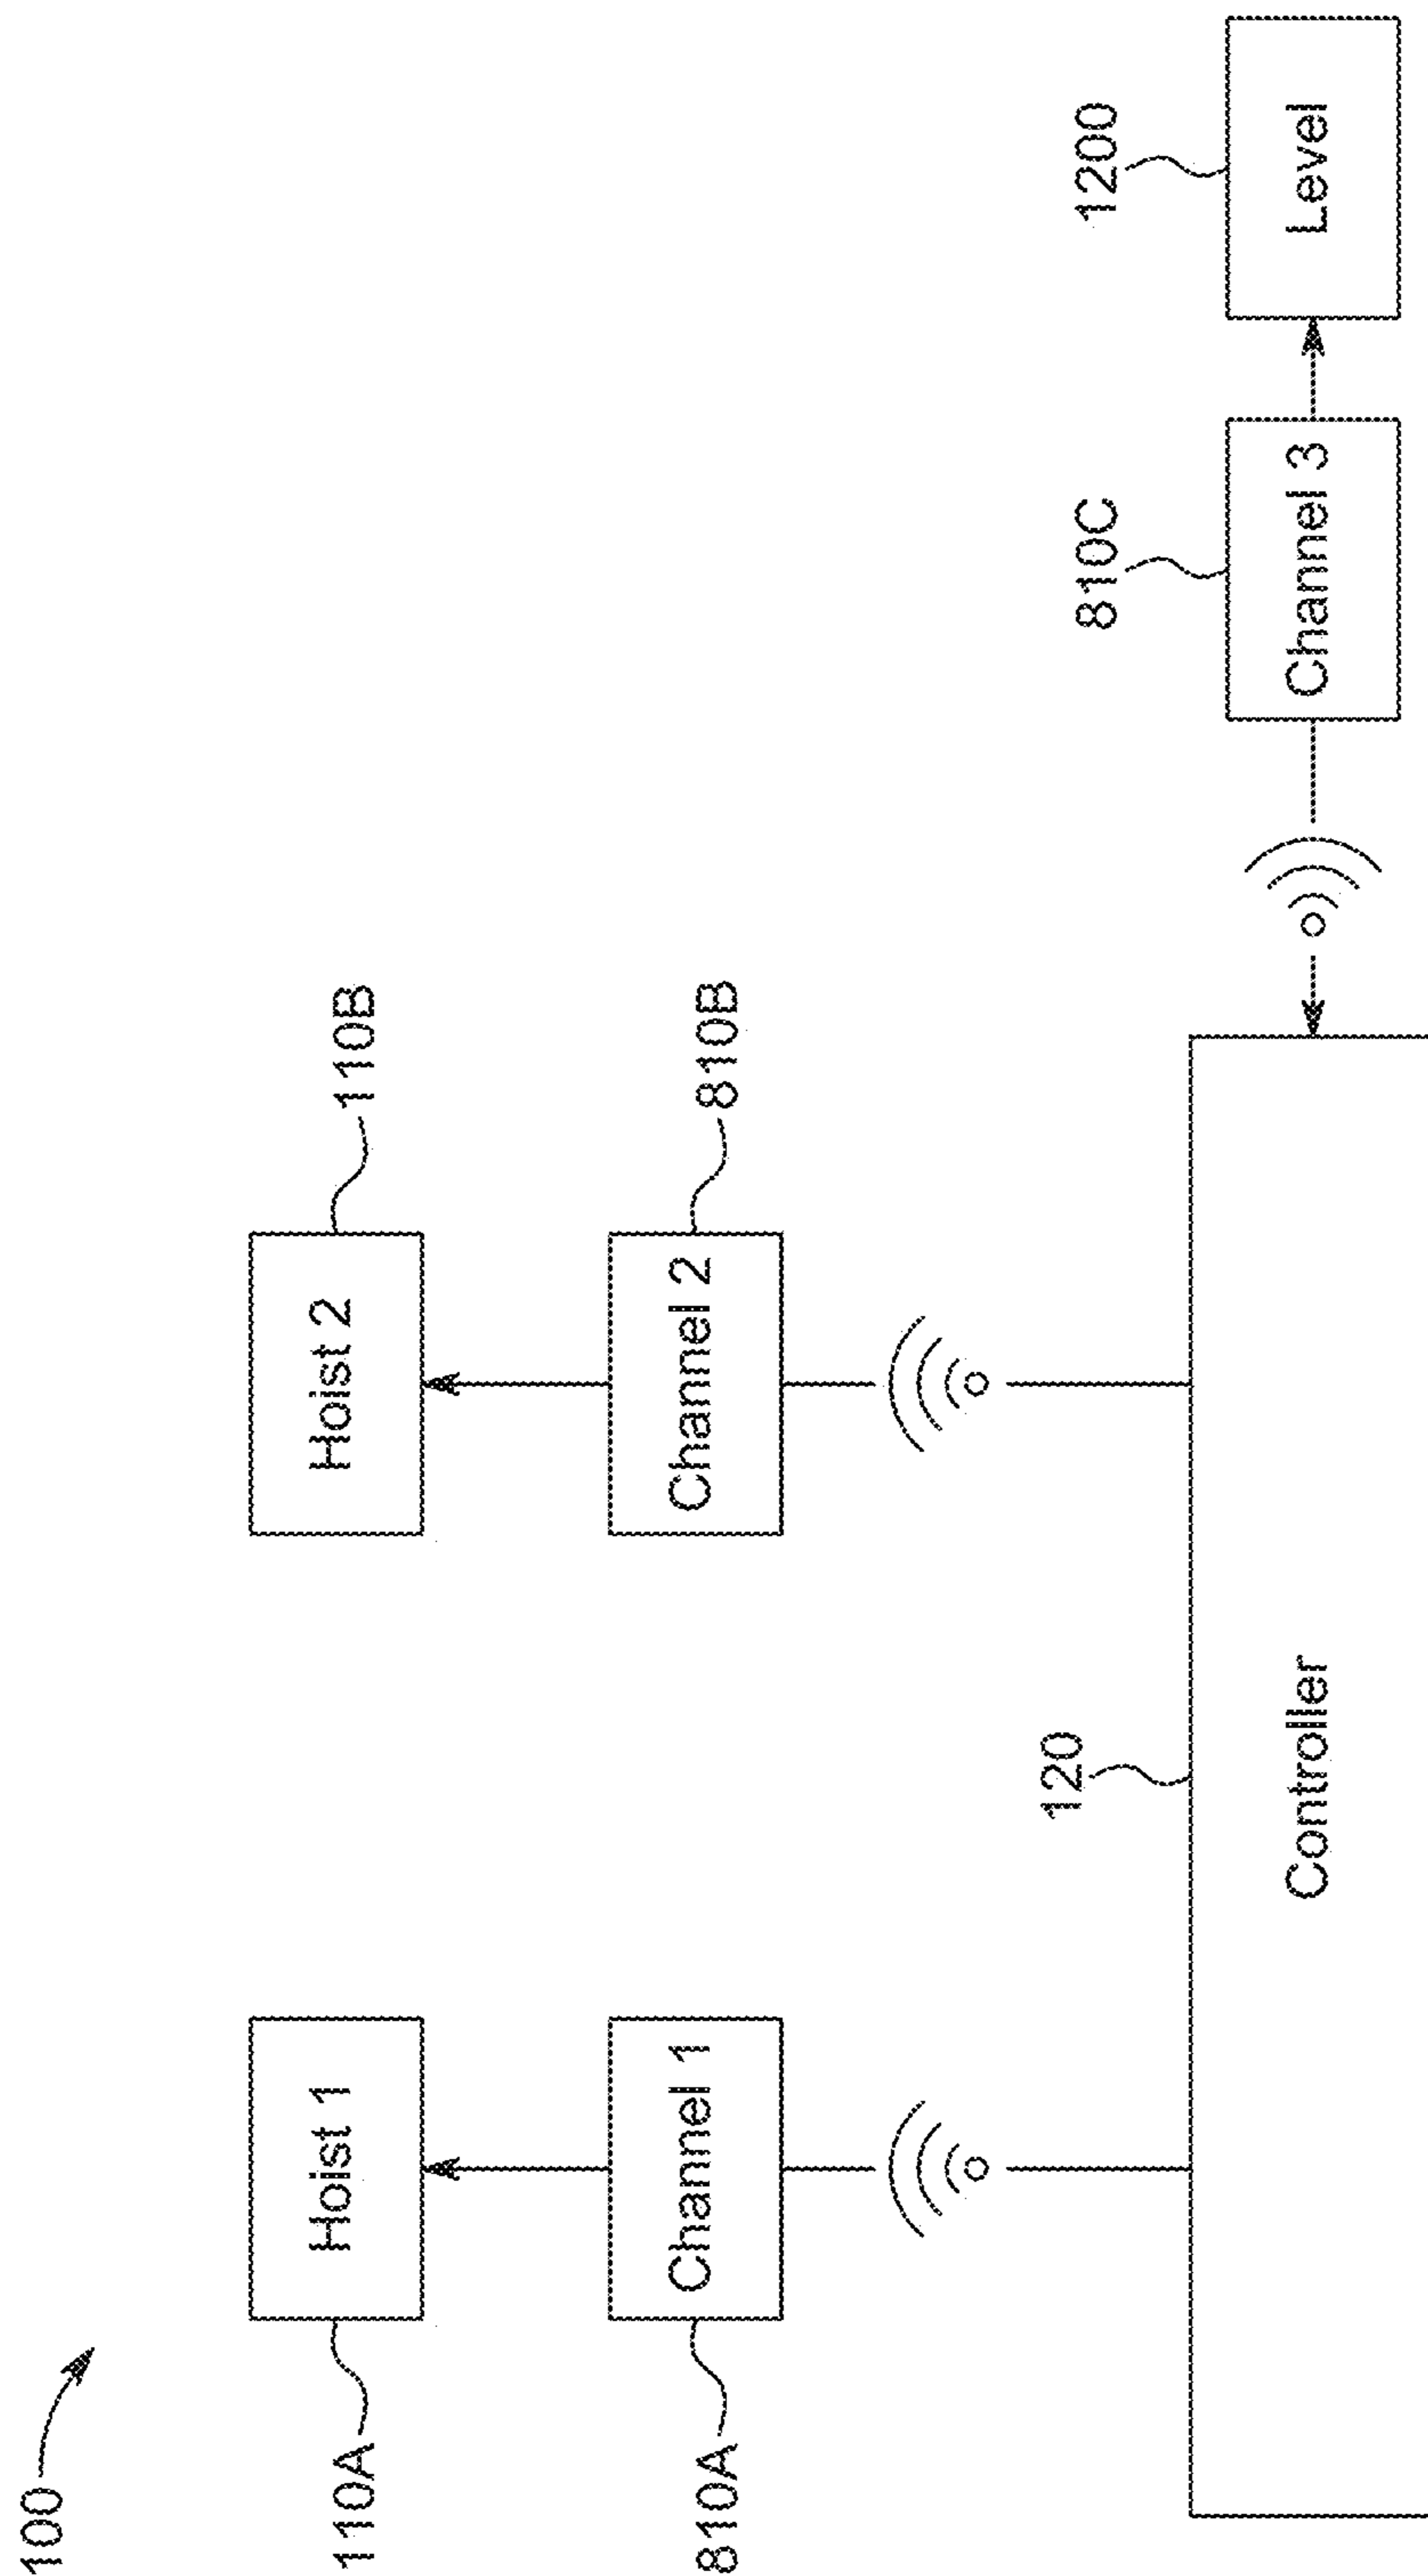 100
110A
Hoist 1
Hoist 2
110B
810A
Channel 1
Channel 2
810B
120
Controller
810C
Channel 3
1200
Level